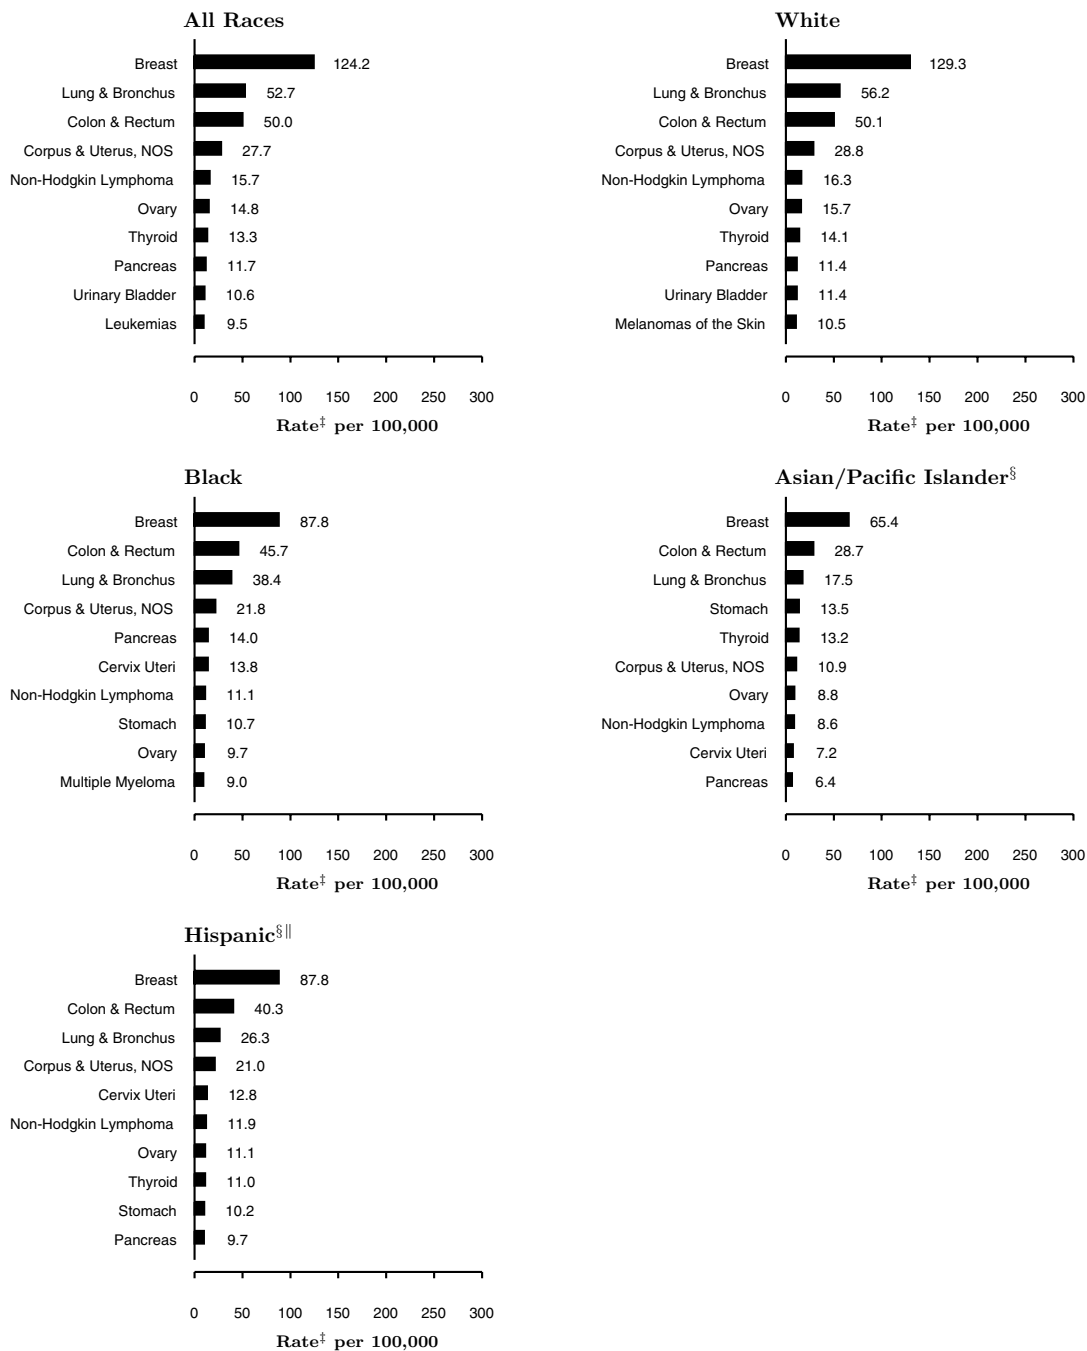 All Races
Breast 124.2
Lung & Bronchus 52.7
Colon & Rectum 50.0
Corpus & Uterus, NOS 27.7
Non-Hodgkin Lymphoma 15.7
Ovary 14.8
Thyroid 13.3
Pancreas 11.7
Urinary Bladder 10.6
Leukemias 9.5
0 50 100 150 200 250 300
Rate‡ per 100,000
White
Breast 129.3
Lung & Bronchus 56.2
Colon & Rectum 50.1
Corpus & Uterus, NOS 28.8
Non-Hodgkin Lymphoma 16.3
Ovary 15.7
Thyroid 14.1
Pancreas 11.4
Urinary Bladder 11.4
Melanomas of the Skin 10.5
0 50 100 150 200 250 300
Rate‡ per 100,000
Black
Breast 87.8
Colon & Rectum 45.7
Lung & Bronchus 38.4
Corpus & Uterus, NOS 21.8
Pancreas 14.0
Cervix Uteri 13.8
Non-Hodgkin Lymphoma 11.1
Stomach 10.7
Ovary 9.7
Multiple Myeloma 9.0
0 50 100 150 200 250 300
Rate‡ per 100,000
Asian/Pacific Islander§
Breast 65.4
Colon & Rectum 28.7
Lung & Bronchus 17.5
Stomach 13.5
Thyroid 13.2
Corpus & Uterus, NOS 10.9
Ovary 8.8
Non-Hodgkin Lymphoma 8.6
Cervix Uteri 7.2
Pancreas 6.4
0 50 100 150 200 250 300
Rate‡ per 100,000
Hispanic§‖
Breast 87.8
Colon & Rectum 40.3
Lung & Bronchus 26.3
Corpus & Uterus, NOS 21.0
Cervix Uteri 12.8
Non-Hodgkin Lymphoma 11.9
Ovary 11.1
Thyroid 11.0
Stomach 10.2
Pancreas 9.7
0 50 100 150 200 250 300
Rate‡ per 100,000